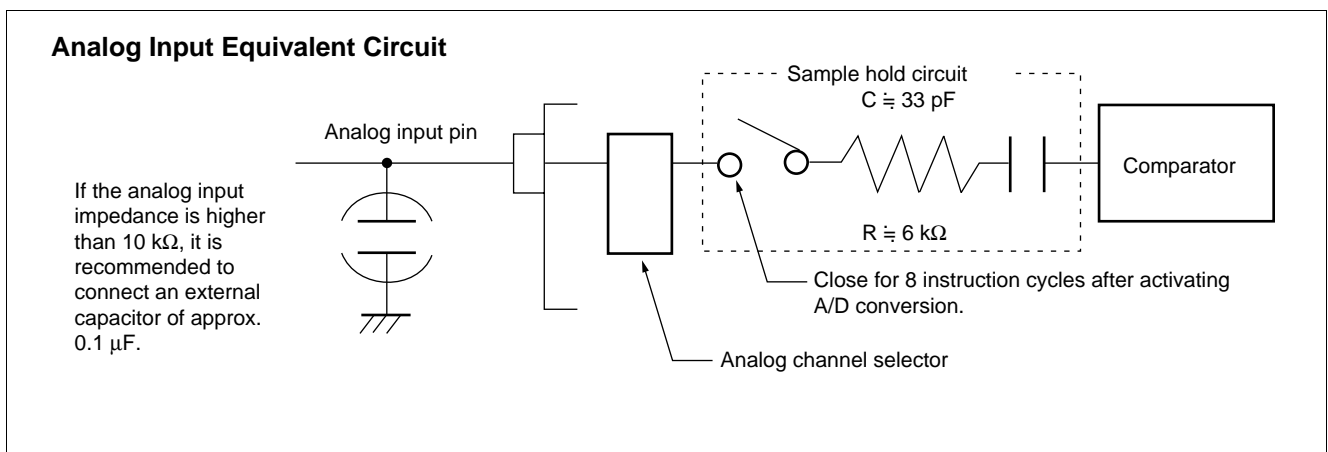 Analog Input Equivalent Circuit
Sample hold circuit
C ≒ 33 pF
Analog input pin
Comparator
If the analog input
impedance is higher
than 10 kΩ, it is
recommended to
connect an external
capacitor of approx.
0.1 μF.
R ≒ 6 kΩ
Close for 8 instruction cycles after activating
A/D conversion.
Analog channel selector